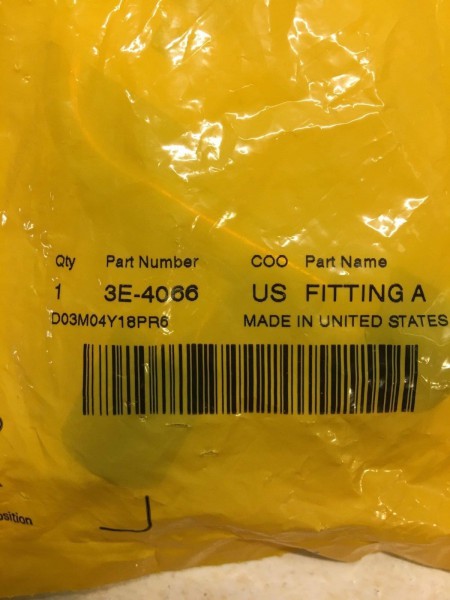 Qty Part Number COO Part Name
1 3E-4066 US FITTING A
D03M04Y18PR6 MADE IN UNITED STATES